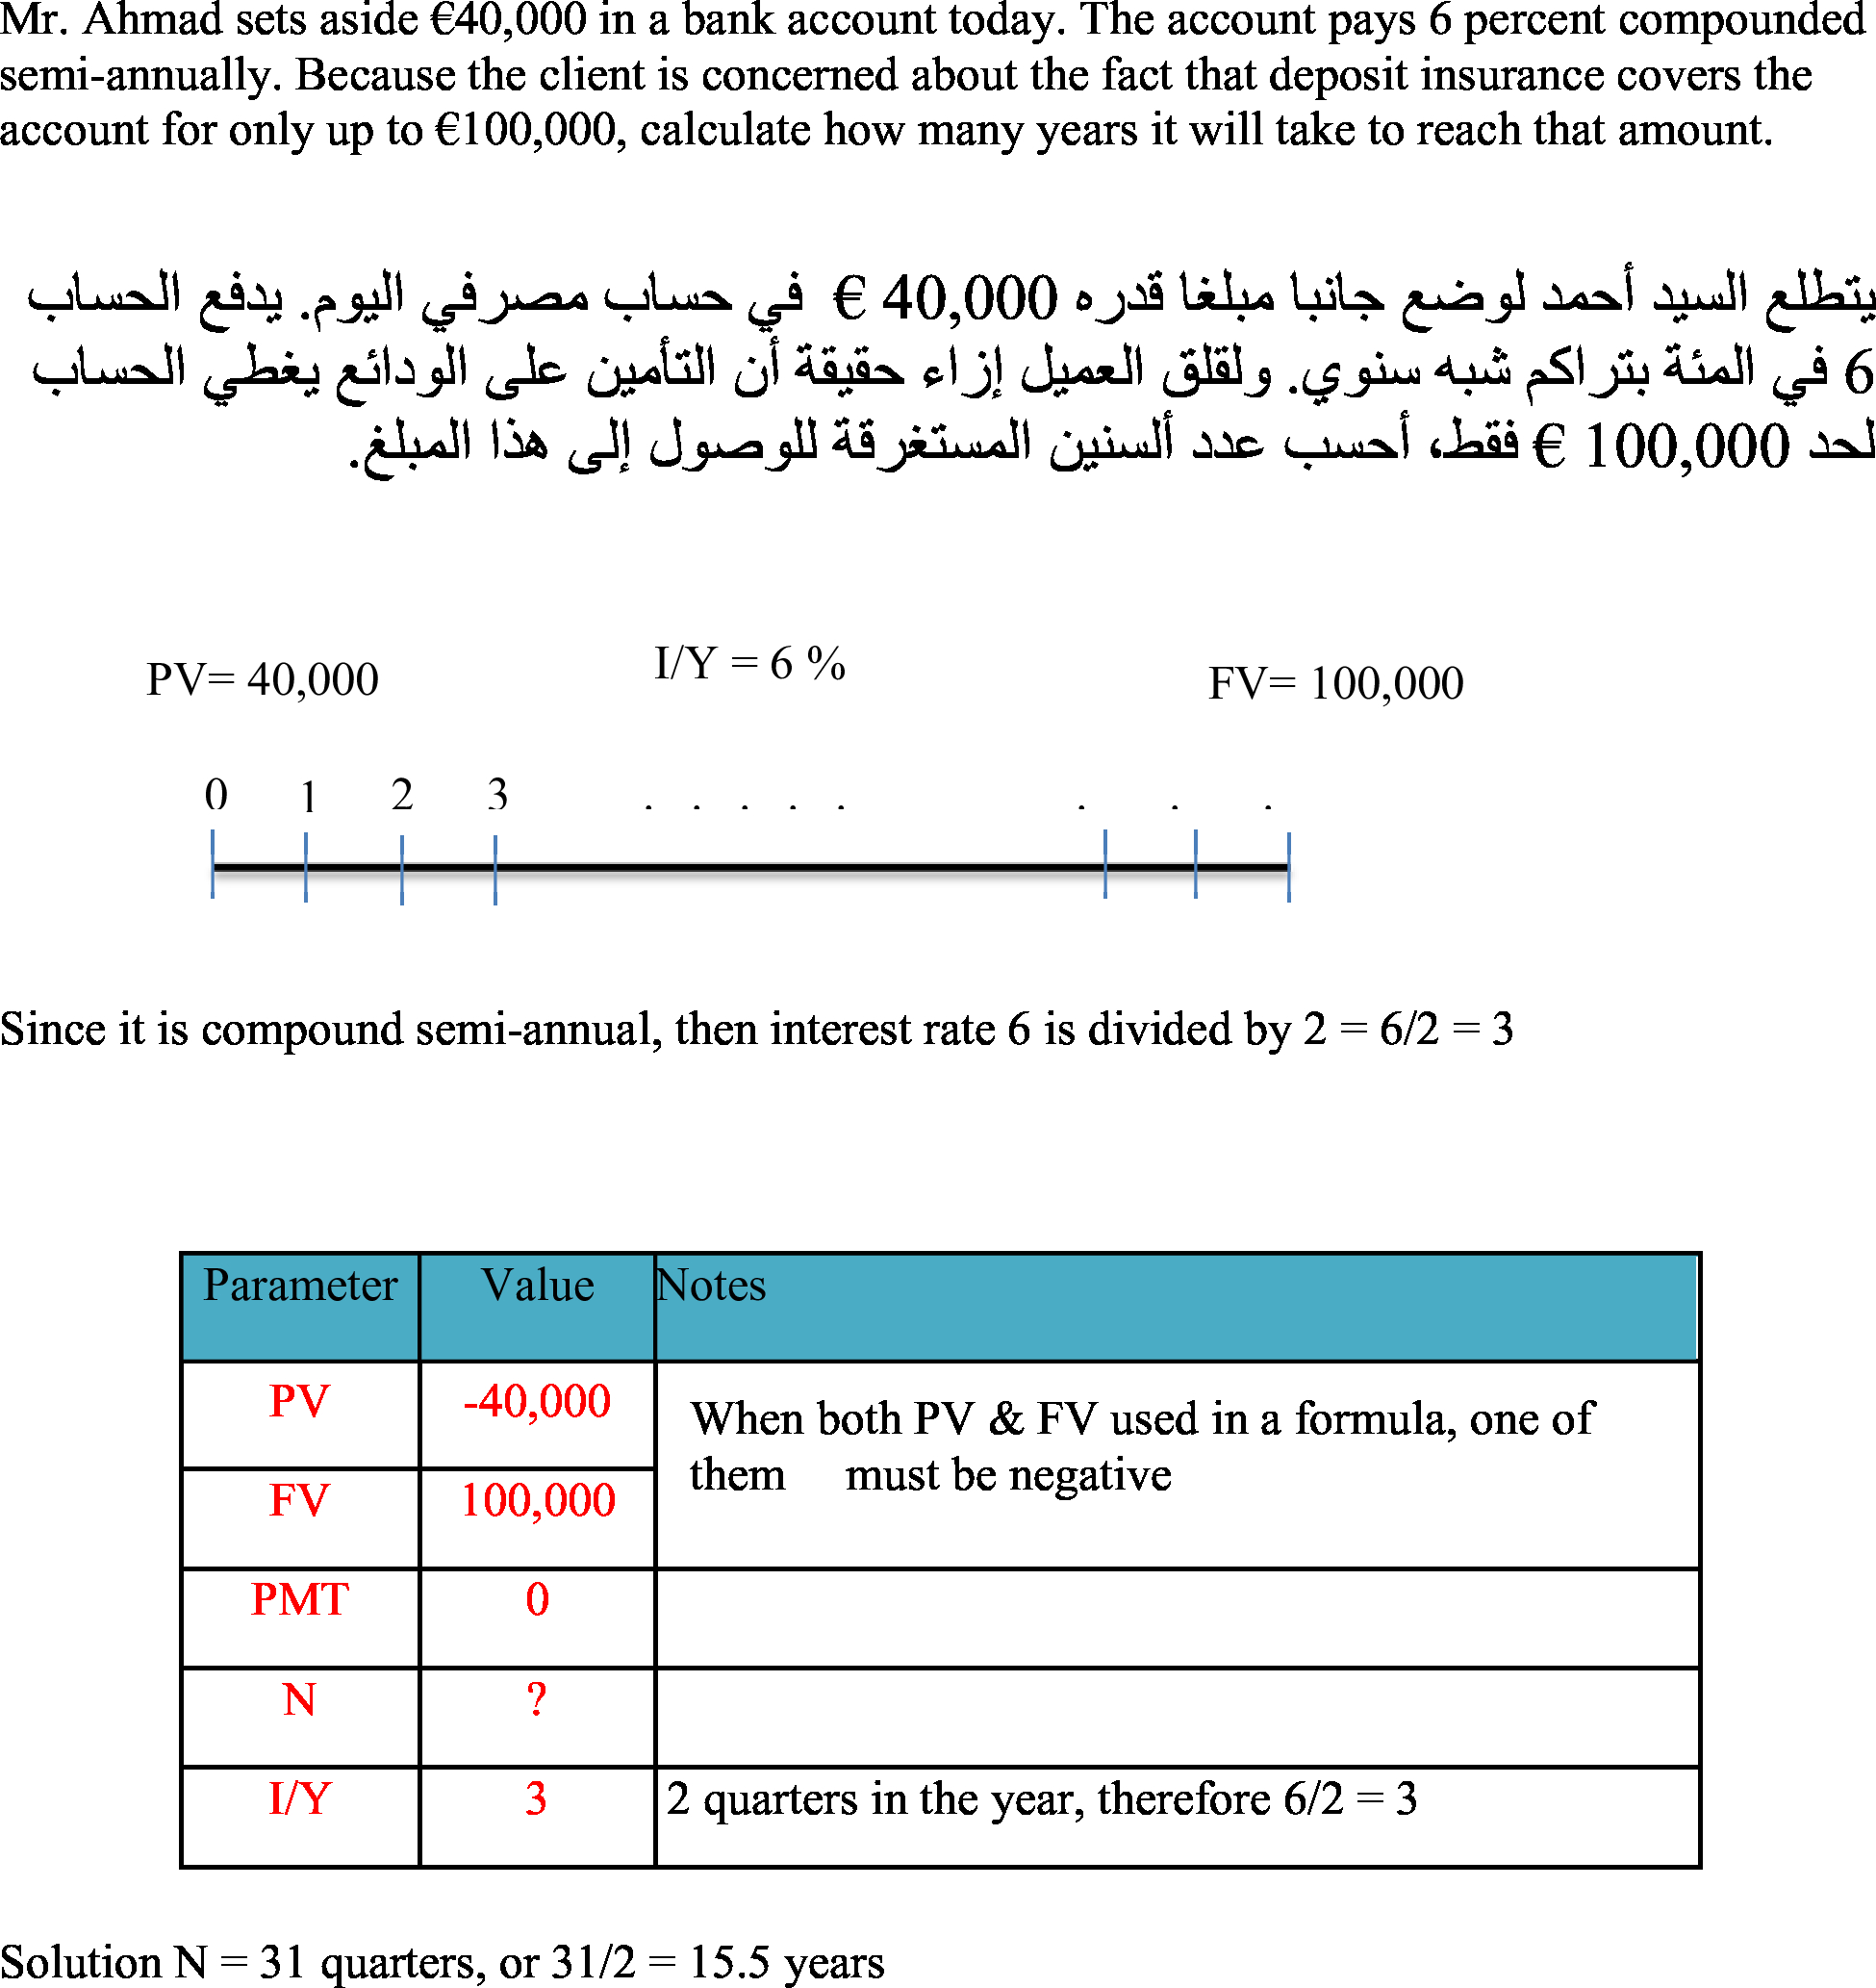 Mr. Ahmad sets aside €40,000 in a bank account today. The account pays 6 percent compounded
semi-annually. Because the client is concerned about the fact that deposit insurance covers the
account for only up to €100,000, calculate how many years it will take to reach that amount.
يتطلع السيد أحمد لوضع جانبا مبلغا قدره 40,000 € في حساب مصرفي اليوم. يدفع الحساب
6 في المئة بتراكم شبه سنوي. ولقلق العميل إزاء حقيقة أن التأمين على الودائع يغطي الحساب
لحد 100,000 € فقط، أحسب عدد ألسنين المستغرقة للوصول إلى هذا المبلغ.
PV= 40,000 I/Y = 6 % FV= 100,000
0 1 2 3 . . . . . . . .
Since it is compound semi-annual, then interest rate 6 is divided by 2 = 6/2 = 3
Parameter Value Notes
PV -40,000
When both PV & FV used in a formula, one of
them must be negative
FV 100,000
PMT 0
N ?
I/Y 3 2 quarters in the year, therefore 6/2 = 3
Solution N = 31 quarters, or 31/2 = 15.5 years